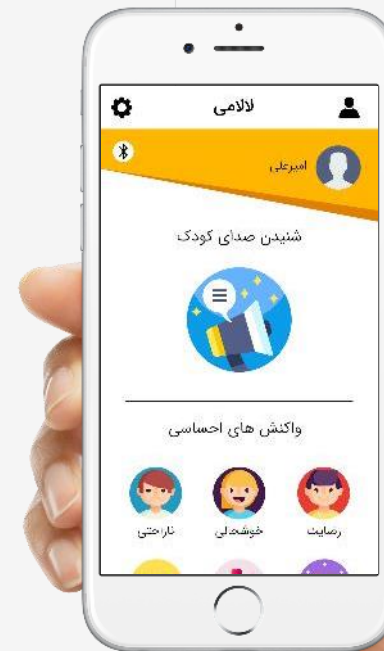 لالامی
امیرعلی
شنیدن صدای کودک
واکنش های احساسی
رضایت خوشحالی ناراحتی